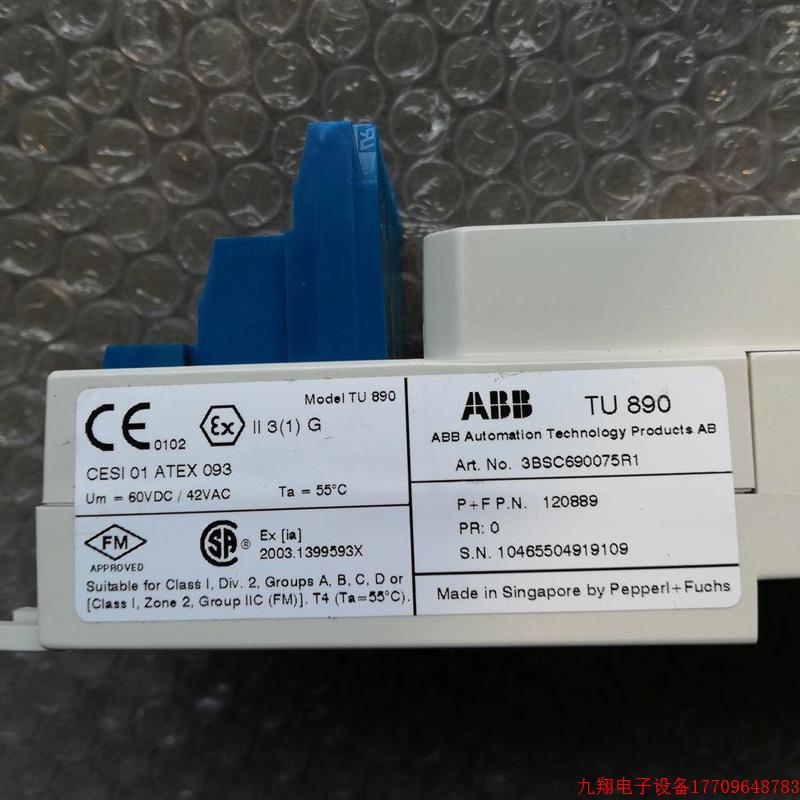 Model TU 890
CE 0102
Ex II 3(1) G
CESI 01 ATEX 093
Um = 60VDC / 42VAC Ta = 55°C
FM
APPROVED
Ex [ia]
2003.1399593X
Suitable for Class I, Div. 2, Groups A, B, C, D or
[Class I, Zone 2, Group IIC (FM)]. T4 (Ta=55°C).
ABB TU 890
ABB Automation Technology Products AB
Art. No. 3BSC690075R1
P+F P.N. 120889
PR: 0
S.N. 10465504919109
Made in Singapore by Pepperl+Fuchs
九翔电子设备17709648783